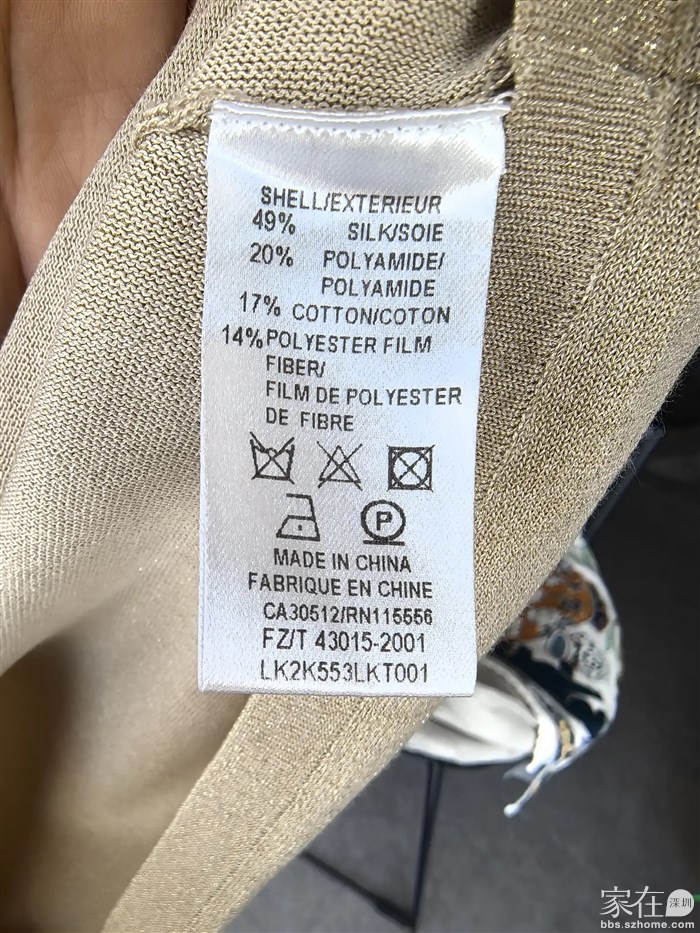 SHELL/EXTERIEUR
49% SILK/SOIE
20% POLYAMIDE/
POLYAMIDE
17% COTTON/COTON
14% POLYESTER FILM
FIBER/
FILM DE POLYESTER
DE FIBRE
P
MADE IN CHINA
FABRIQUE EN CHINE
CA30512/RN115556
FZ/T 43015-2001
LK2K553LKT001
家在 深圳
bbs.szhome.com